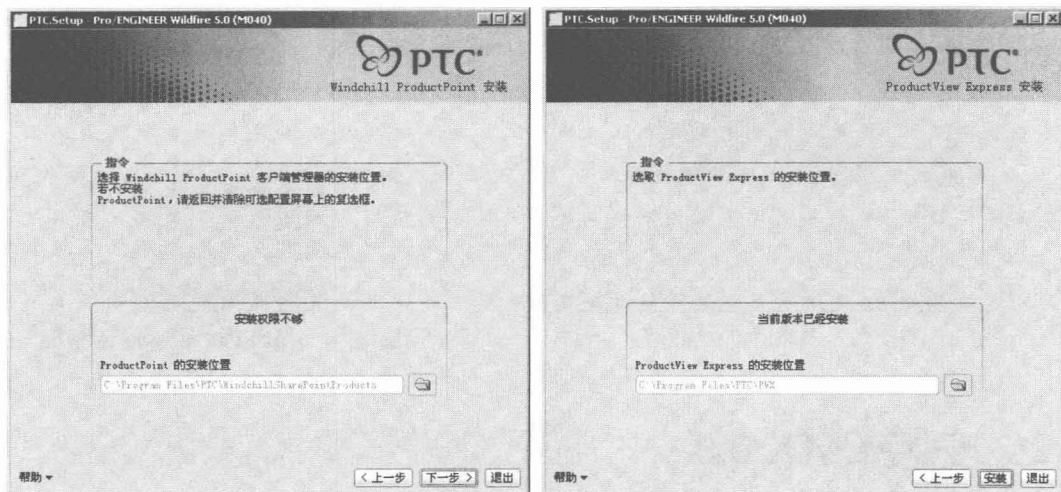 PTC.Setup - Pro/ENGINEER Wildfire 5.0 (M040)
PTC®
Windchill ProductPoint 安装
指令
选择 Windchill ProductPoint 客户端管理器的安装位置。
若不安装
ProductPoint，请返回并清除可选配置屏幕上的复选框。
安装权限不够
ProductPoint 的安装位置
C:\Program Files\PTC\WindchillSharePointProducts
帮助
< 上一步
下一步 >
退出
PTC.Setup - Pro/ENGINEER Wildfire 5.0 (M040)
PTC®
ProductView Express 安装
指令
选取 ProductView Express 的安装位置。
当前版本已经安装
ProductView Express 的安装位置
C:\Program Files\PTC\PVX
帮助
< 上一步
安装
退出